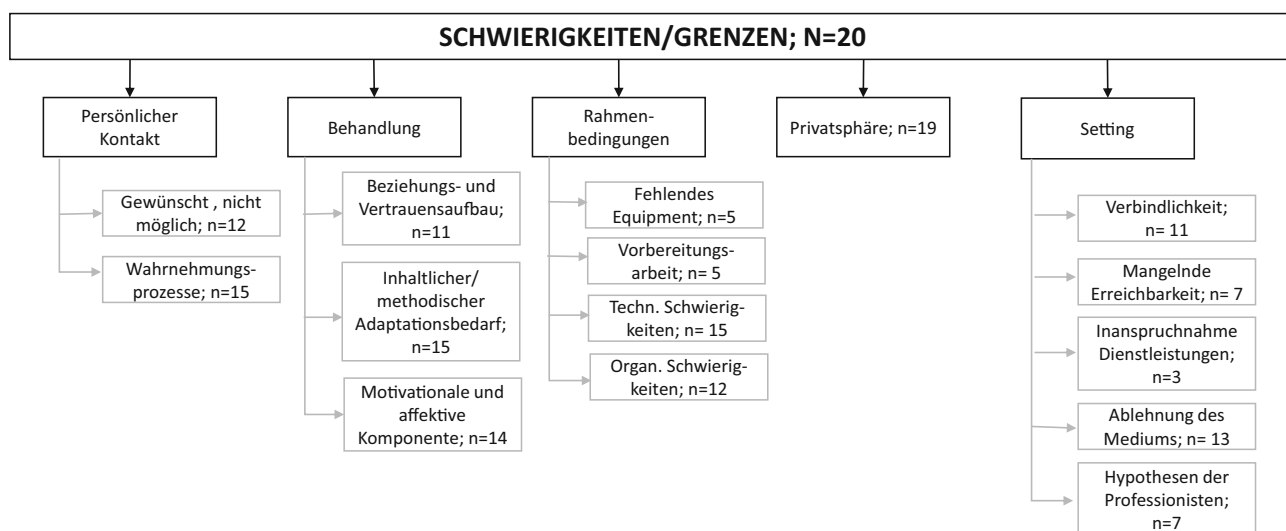 SCHWIERIGKEITEN/GRENZEN; N=20
Persönlicher
Kontakt
Gewünscht , nicht
möglich; n=12
Wahrnehmungs-
prozesse; n=15
Behandlung
Beziehungs- und
Vertrauensaufbau;
n=11
Inhaltlicher/
methodischer
Adaptationsbedarf;
n=15
Motivationale und
affektive
Komponente; n=14
Rahmen-
bedingungen
Fehlendes
Equipment; n=5
Vorbereitungs-
arbeit; n= 5
Techn. Schwierig-
keiten; n= 15
Organ. Schwierig-
keiten; n=12
Privatsphäre; n=19
Setting
Verbindlichkeit;
n= 11
Mangelnde
Erreichbarkeit; n= 7
Inanspruchnahme
Dienstleistungen;
n=3
Ablehnung des
Mediums; n= 13
Hypothesen der
Professionisten;
n=7